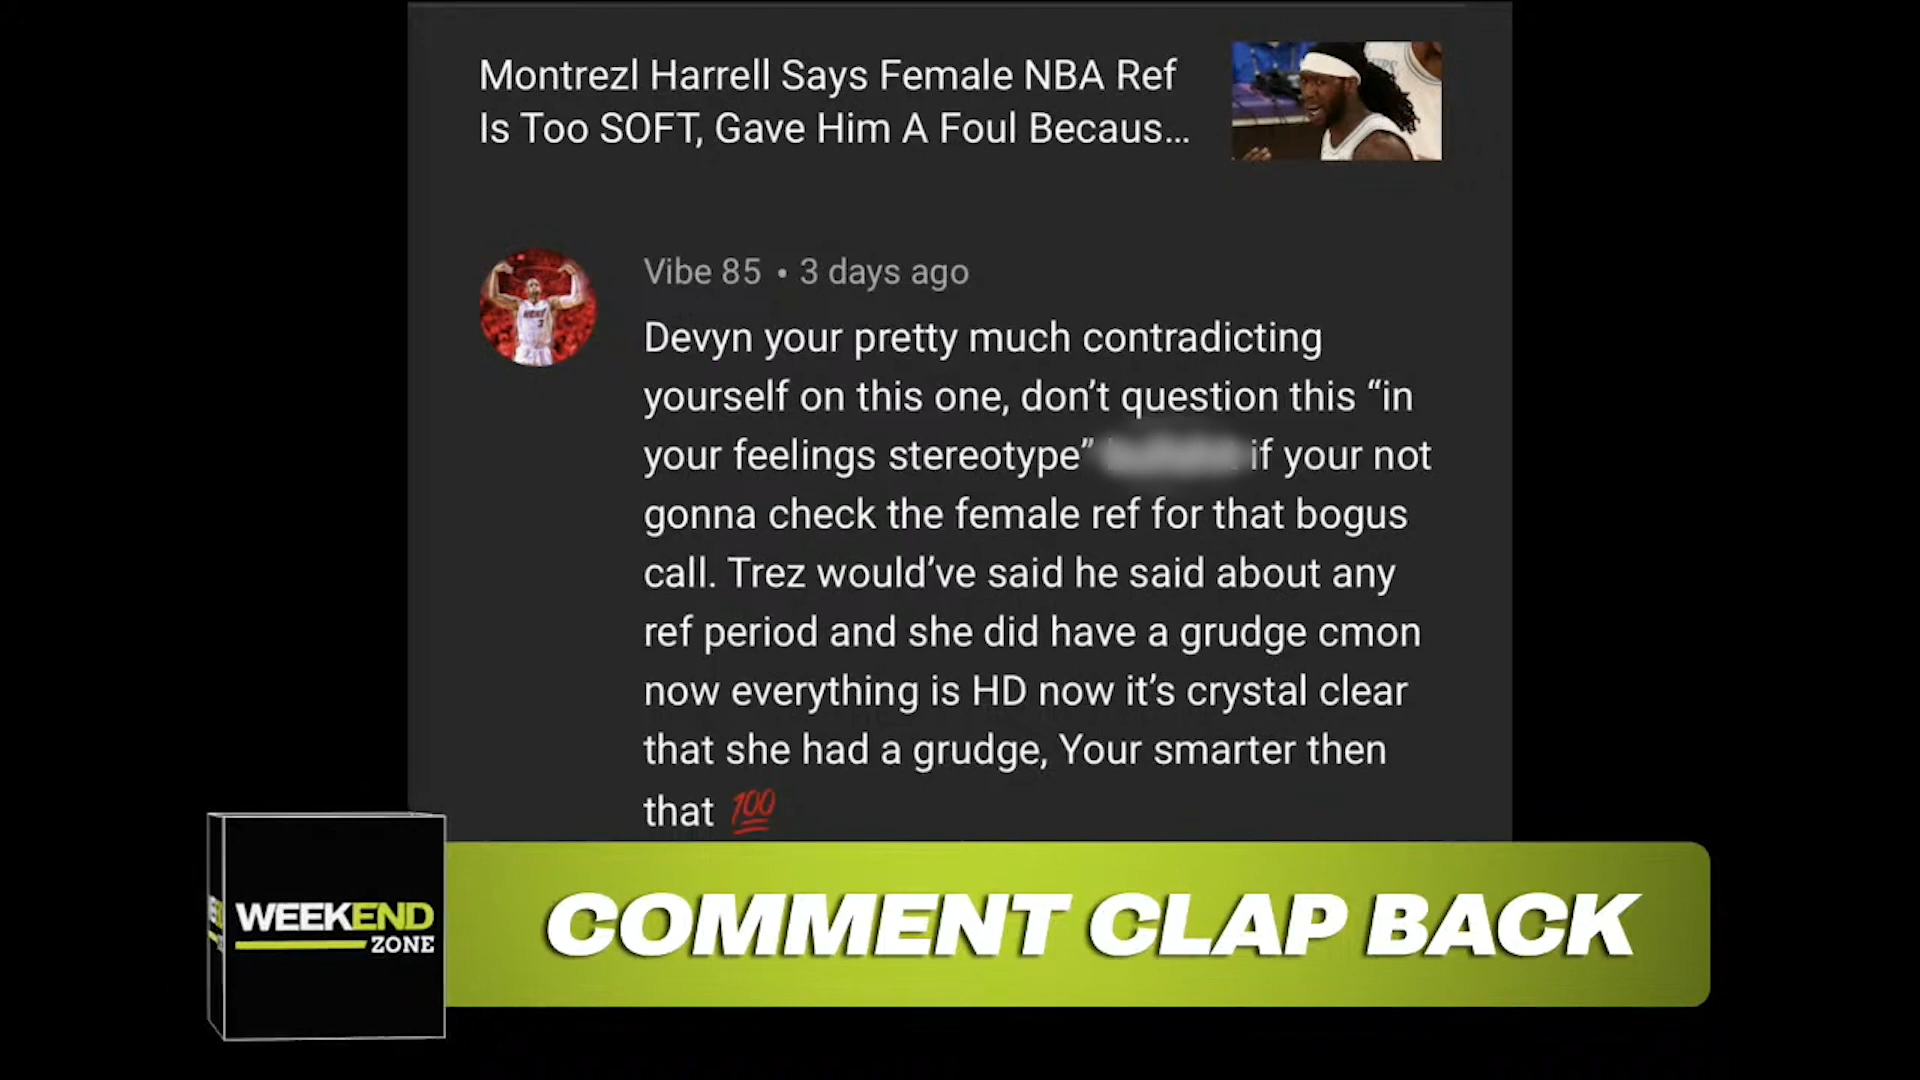 Montrezl Harrell Says Female NBA Ref
Is Too SOFT, Gave Him A Foul Becaus...
Vibe 85 • 3 days ago
Devyn your pretty much contradicting
yourself on this one, don’t question this “in
your feelings stereotype” if your not
gonna check the female ref for that bogus
call. Trez would’ve said he said about any
ref period and she did have a grudge cmon
now everything is HD now it’s crystal clear
that she had a grudge, Your smarter then
that 💯
WEEKEND
ZONE
COMMENT CLAP BACK
HEAT
3